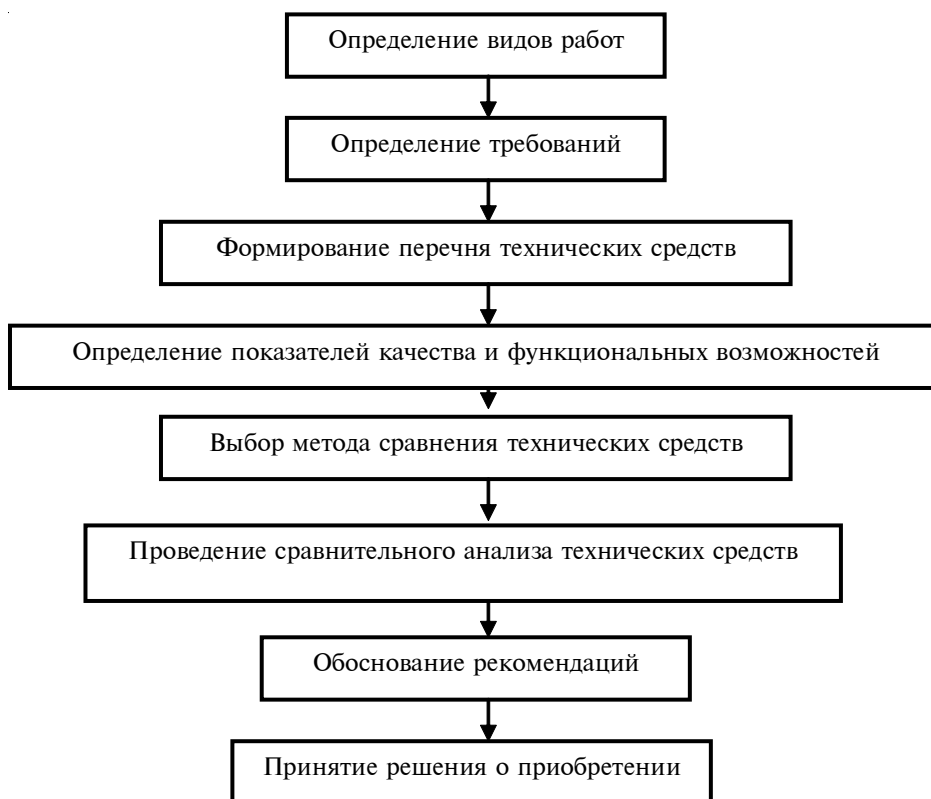 Определение видов работ
Определение требований
Формирование перечня технических средств
Определение показателей качества и функциональных возможностей
Выбор метода сравнения технических средств
Проведение сравнительного анализа технических средств
Обоснование рекомендаций
Принятие решения о приобретении